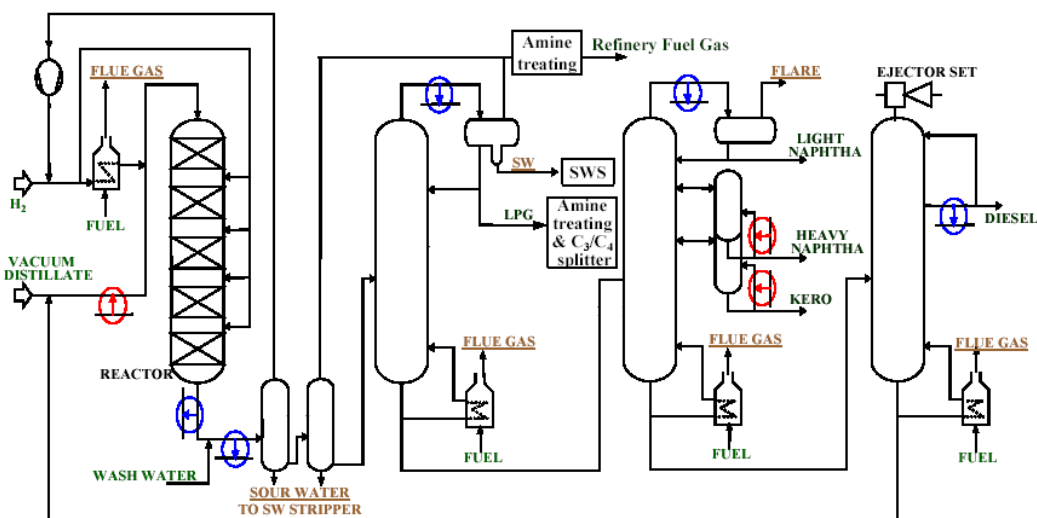 Amine
treating
Refinery Fuel Gas
FLUE GAS
FLARE
EJECTOR SET
LIGHT
NAPHTHA
SW
SWS
H2
FUEL
LPG
Amine
treating
& C3/C4
splitter
DIESEL
HEAVY
NAPHTHA
VACUUM
DISTILLATE
KERO
FLUE GAS
FLUE GAS
FLUE GAS
REACTOR
FUEL
FUEL
FUEL
WASH WATER
SOUR WATER
TO SW STRIPPER